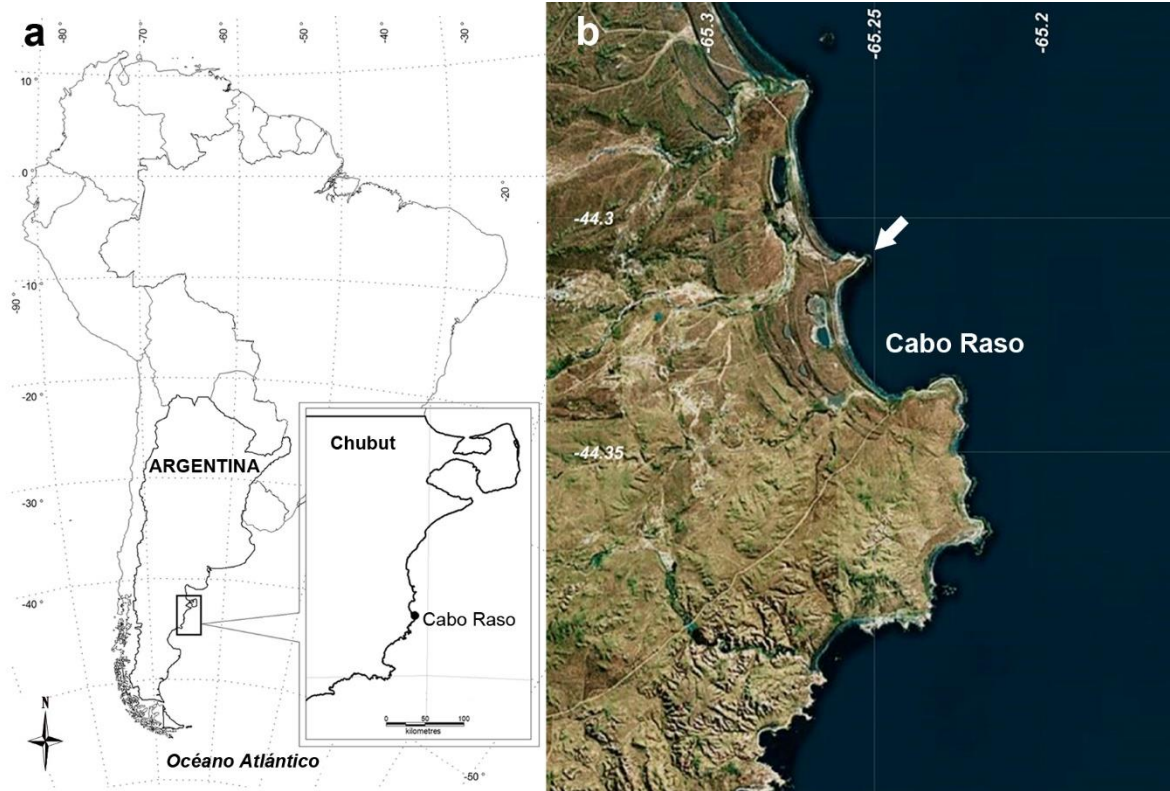 a
-80 °
-70 °
-60 °
-50 °
-40 °
-30 °
10 °
0 °
-20 °
-10 °
-90 °
-20 °
ARGENTINA
-30 °
-40 °
Chubut
Cabo Raso
0 50 100
kilometres
N
Océano Atlántico
-50 °
b
-65.3
-65.25
-65.2
-44.3
Cabo Raso
-44.35